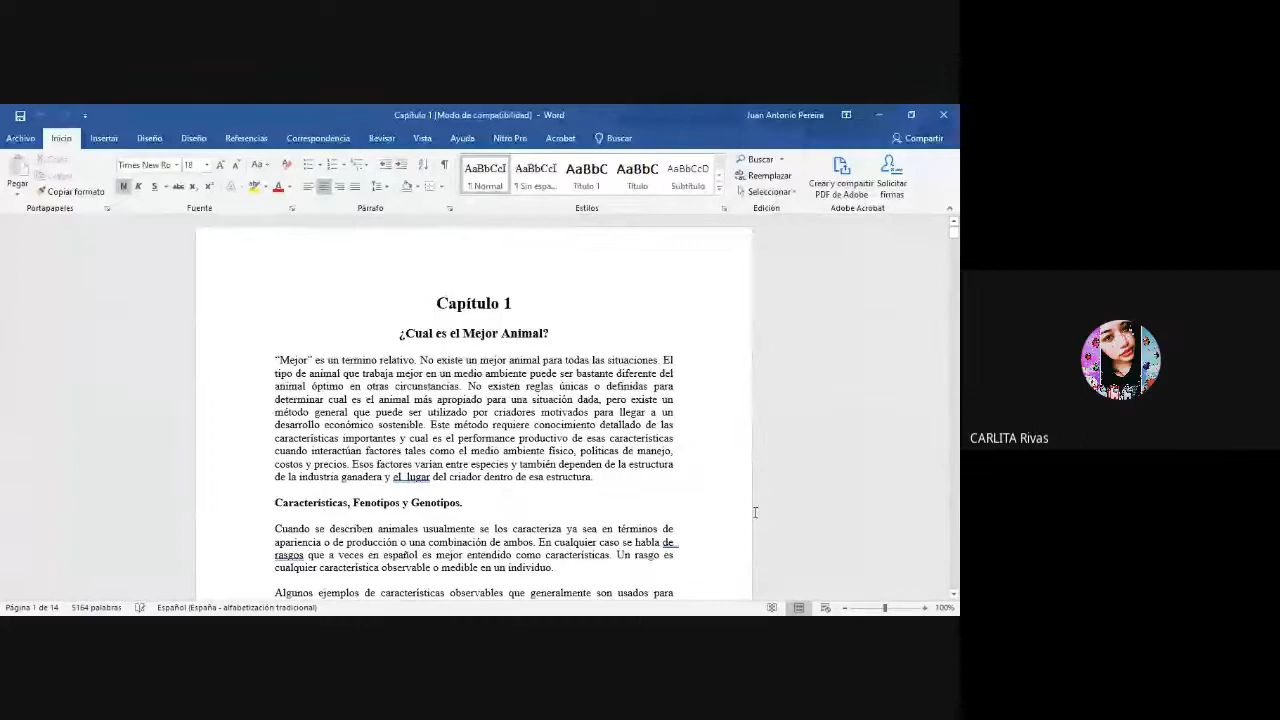 Capítulo 1 [Modo de compatibilidad] - Word
Juan Antonio Pereira
Archivo Inicio Insertar Diseño Diseño Referencias Correspondencia Revisar Vista Ayuda Nitro Pro Acrobat Buscar Compartir
Pegar
Copiar formato
Times New Ro 18
Aa
N K S abc x₂ x²
AaBbCcI AaBbCcI AaBbC AaBbC AaBbCcD
¶ Normal ¶ Sin espa... Título 1 Título Subtítulo
Buscar
Reemplazar
Seleccionar
Crear y compartir PDF de Adobe
Solicitar firmas
Portapapeles Fuente Párrafo Estilos Edición Adobe Acrobat
Capítulo 1
¿Cual es el Mejor Animal?
“Mejor” es un termino relativo. No existe un mejor animal para todas las situaciones. El
tipo de animal que trabaja mejor en un medio ambiente puede ser bastante diferente del
animal óptimo en otras circunstancias. No existen reglas únicas o definidas para
determinar cual es el animal más apropiado para una situación dada, pero existe un
método general que puede ser utilizado por criadores motivados para llegar a un
desarrollo económico sostenible. Este método requiere conocimiento detallado de las
características importantes y cual es el performance productivo de esas características
cuando interactúan factores tales como el medio ambiente físico, políticas de manejo,
costos y precios. Esos factores varían entre especies y también dependen de la estructura
de la industria ganadera y el lugar del criador dentro de esa estructura.
Características, Fenotipos y Genotipos.
Cuando se describen animales usualmente se los caracteriza ya sea en términos de
apariencia o de producción o una combinación de ambos. En cualquier caso se habla de
rasgos que a veces en español es mejor entendido como características. Un rasgo es
cualquier característica observable o medible en un individuo.
Algunos ejemplos de características observables que generalmente son usados para
Página 1 de 14 5164 palabras Español (España - alfabetización tradicional) 100%
CARLITA Rivas